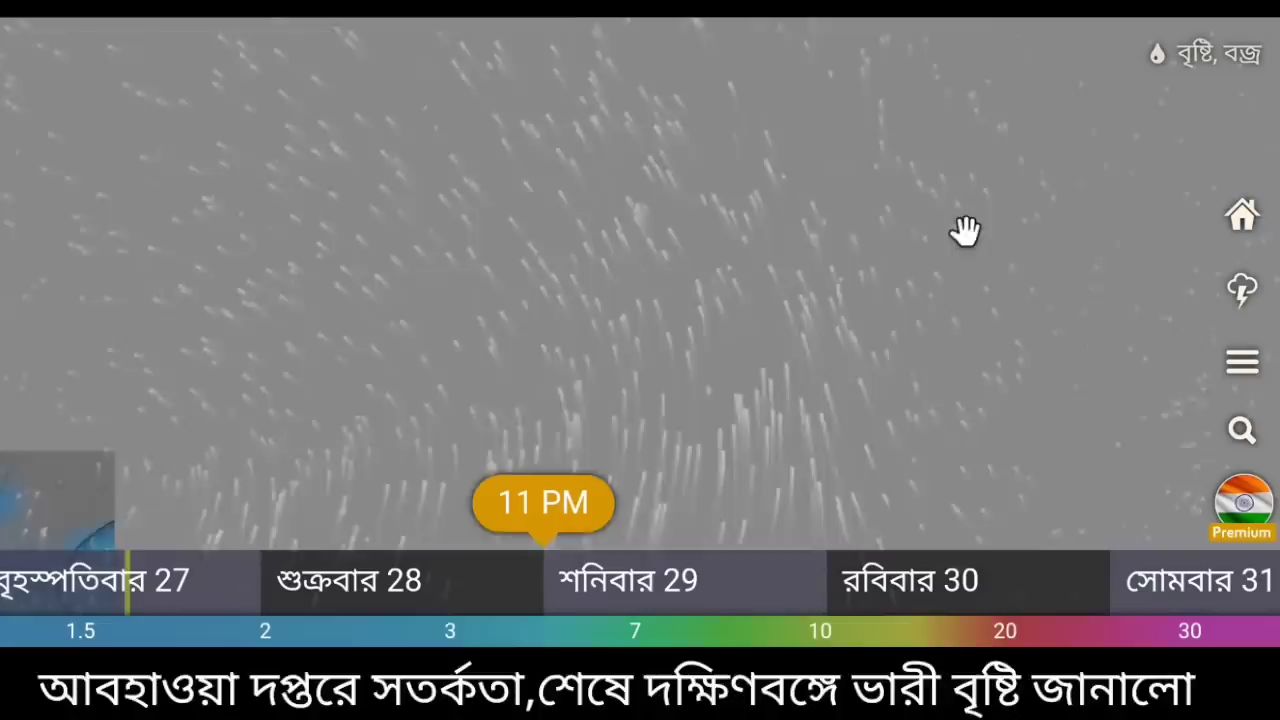 বৃষ্টি, বজ্র
Premium
11 PM
বৃহস্পতিবার 27 শুক্রবার 28 শনিবার 29 রবিবার 30 সোমবার 31
1.5 2 3 7 10 20 30
আবহাওয়া দপ্তরে সতর্কতা,শেষে দক্ষিণবঙ্গে ভারী বৃষ্টি জানালো